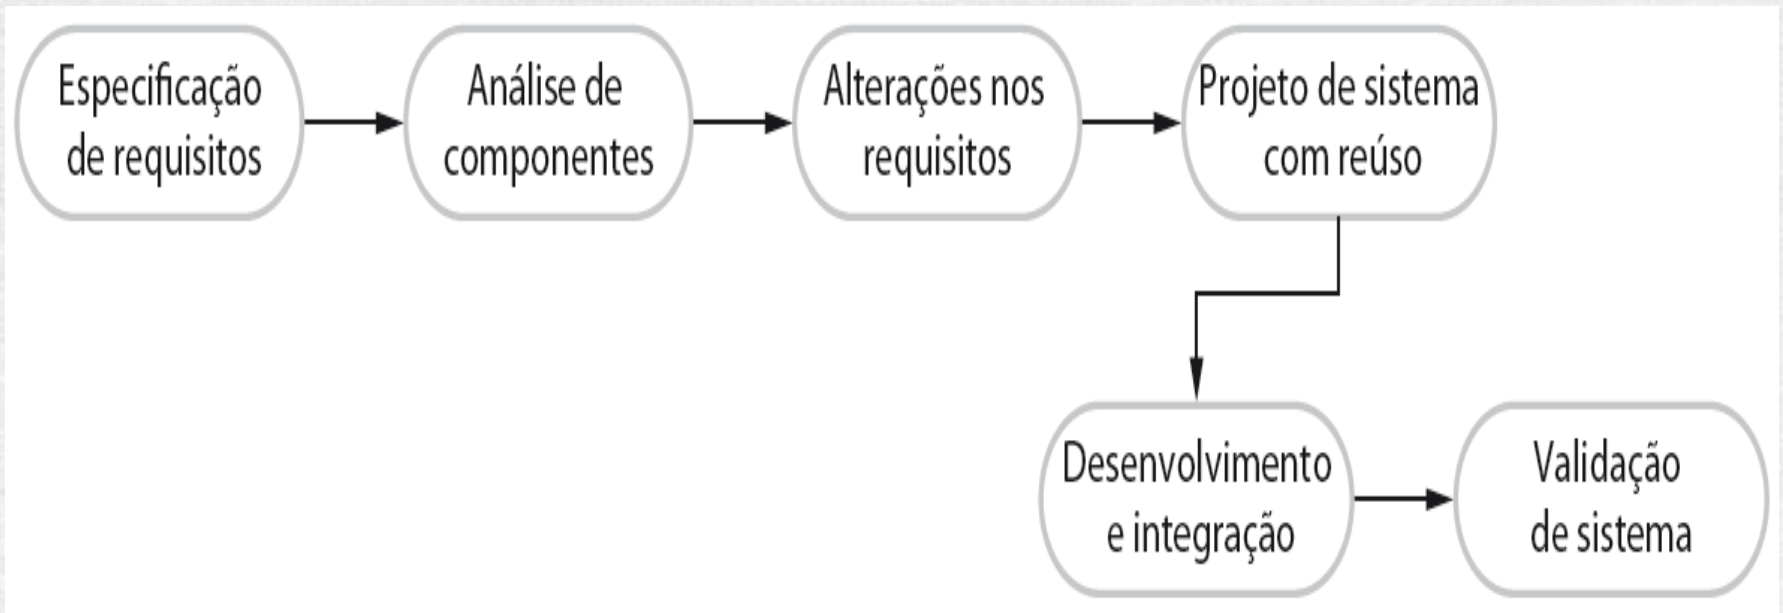 Especificação
de requisitos
Análise de
componentes
Alterações nos
requisitos
Projeto de sistema
com reúso
Desenvolvimento
e integração
Validação
de sistema